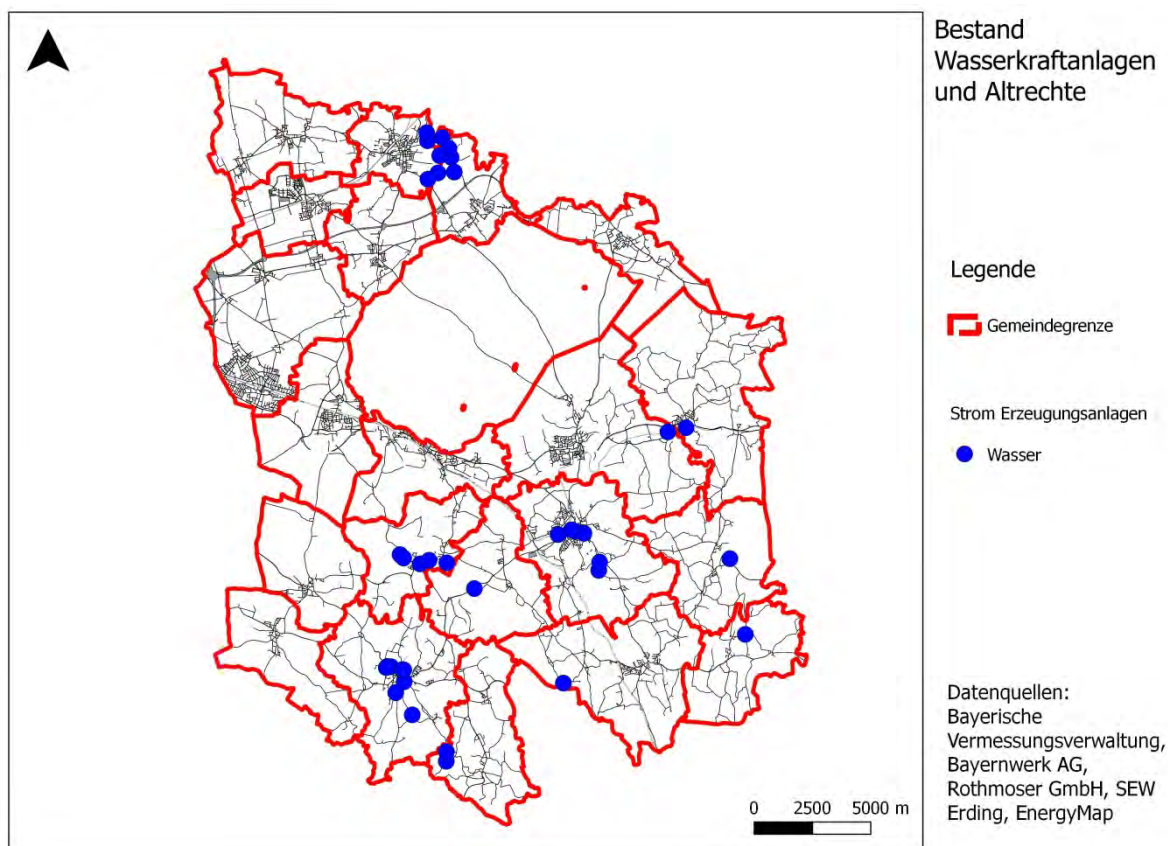 Bestand
Wasserkraftanlagen
und Altrechte
Legende
Gemeindegrenze
Strom Erzeugungsanlagen
Wasser
Datenquellen:
Bayerische
Vermessungsverwaltung,
Bayernwerk AG,
Rothmoser GmbH, SEW
Erding, EnergyMap
0 2500 5000 m